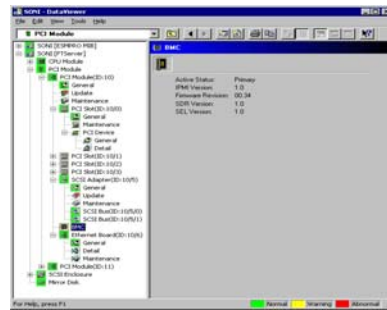 SONI - DataViewer
File Edit View Tools Help
PCI Module
SONI [ESMPRO MIB]
SONI [FTServer]
CPU Module
PCI Module
PCI Module(ID:10)
General
Update
Maintenance
PCI Slot(ID:10/0)
General
Maintenance
PCI Device
General
Detail
PCI Slot(ID:10/1)
PCI Slot(ID:10/2)
PCI Slot(ID:10/3)
SCSI Adapter(ID:10/5)
General
Update
Maintenance
SCSI Bus(ID:10/5/0)
SCSI Bus(ID:10/5/1)
BMC
Ethernet Board(ID:10/6)
General
Detail
Maintenance
PCI Module(ID:11)
SCSI Enclosure
Mirror Disk
BMC
Active Status: Primary
IPMI Version: 1.0
Firmware Revision: 00.34
SDR Version: 1.0
SEL Version: 1.0
For Help, press F1
Normal Warning Abnormal